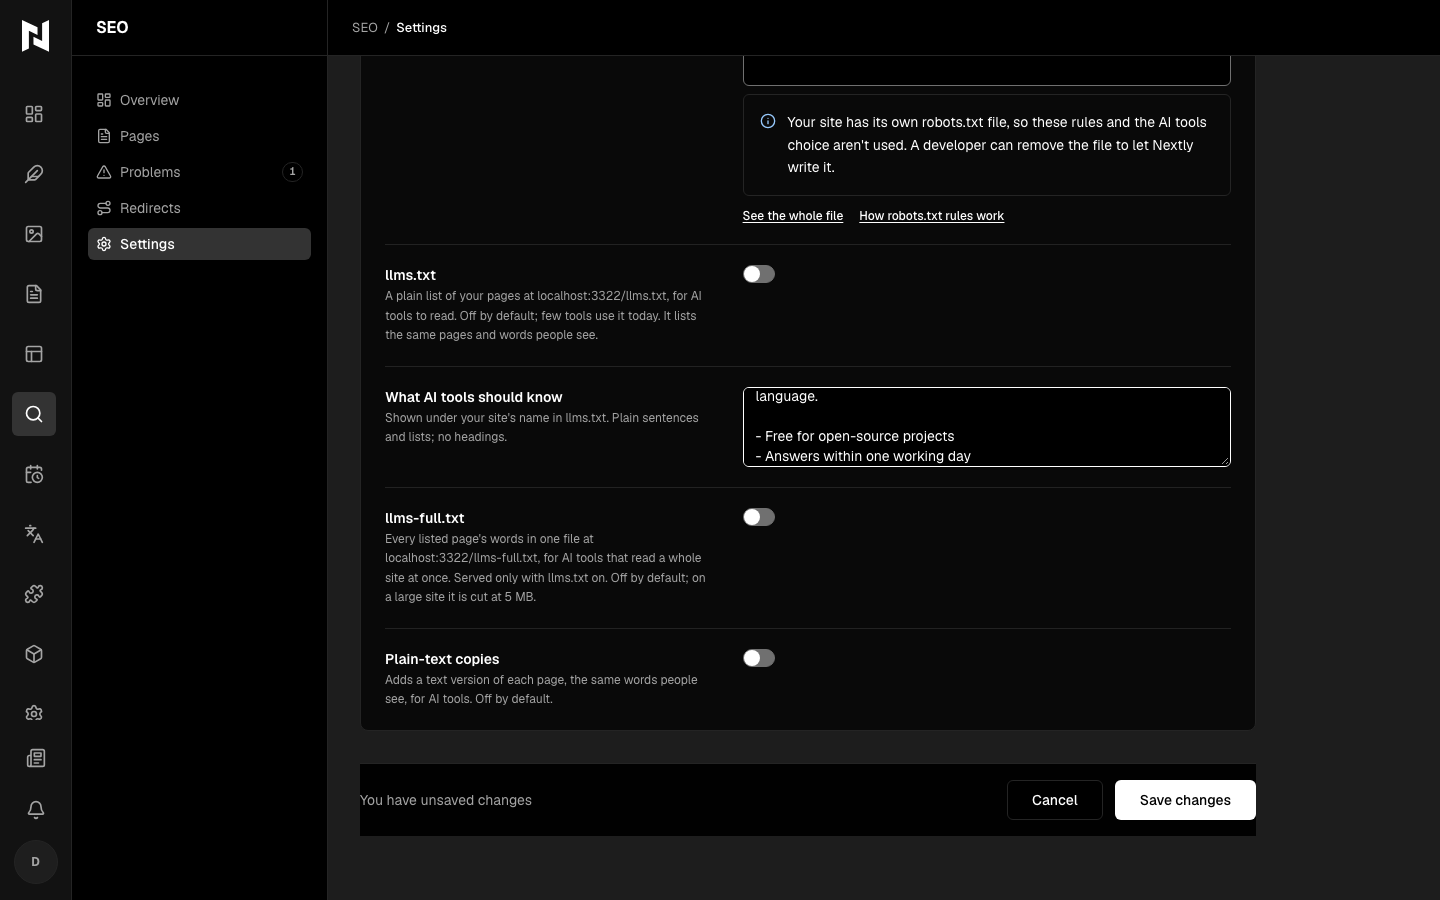 SEO
SEO / Settings
Overview
Pages
Problems
1
Redirects
Settings
Your site has its own robots.txt file, so these rules and the AI tools
choice aren't used. A developer can remove the file to let Nextly
write it.
See the whole file
How robots.txt rules work
llms.txt
A plain list of your pages at localhost:3322/llms.txt, for AI
tools to read. Off by default; few tools use it today. It lists
the same pages and words people see.
What AI tools should know
Shown under your site's name in llms.txt. Plain sentences
and lists; no headings.
language.
- Free for open-source projects
- Answers within one working day
llms-full.txt
Every listed page's words in one file at
localhost:3322/llms-full.txt, for AI tools that read a whole
site at once. Served only with llms.txt on. Off by default; on
a large site it is cut at 5 MB.
Plain-text copies
Adds a text version of each page, the same words people
see, for AI tools. Off by default.
You have unsaved changes
Cancel
Save changes
D